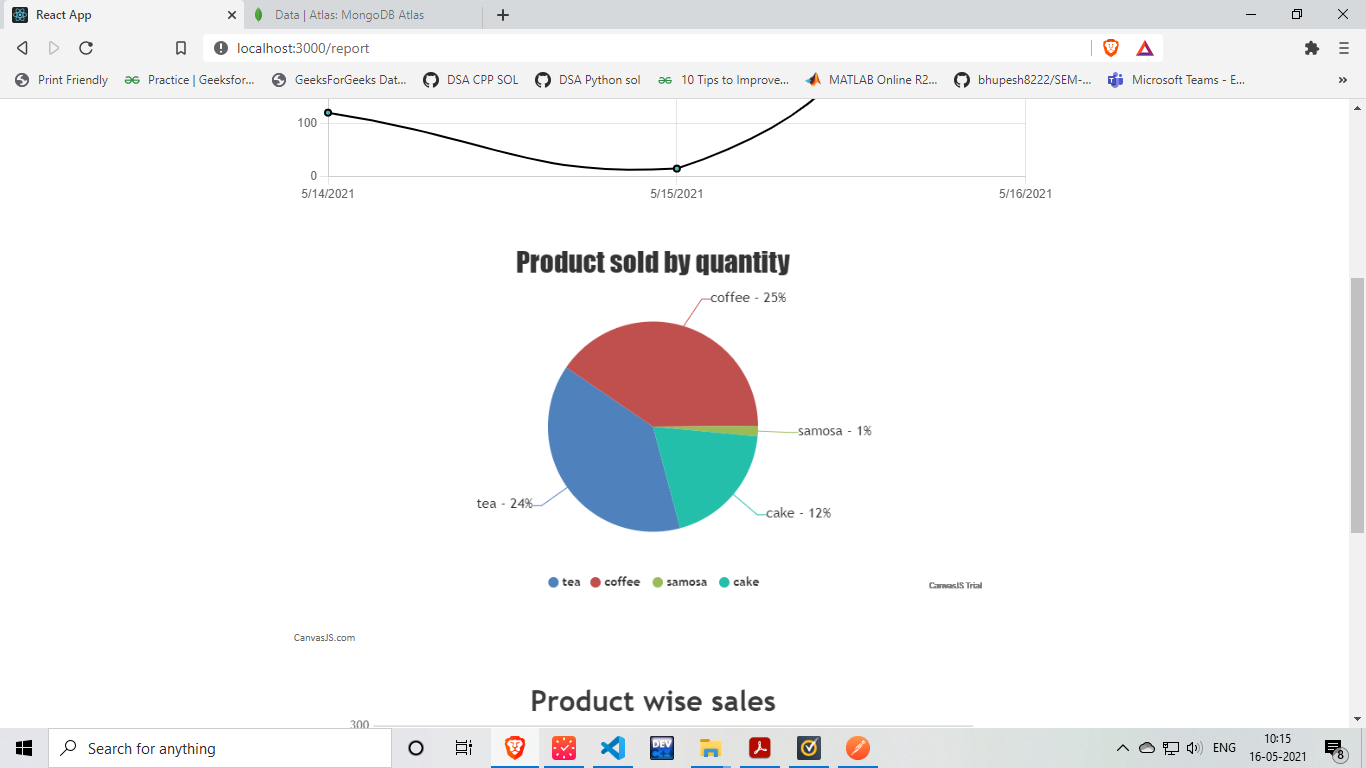 React App
Data | Atlas: MongoDB Atlas
localhost:3000/report
Print Friendly
Practice | Geeksfor...
GeeksForGeeks Dat...
DSA CPP SOL
DSA Python sol
10 Tips to Improve...
MATLAB Online R2...
bhupesh8222/SEM-...
Microsoft Teams - E...
100
0
5/14/2021 5/15/2021 5/16/2021
Product sold by quantity
coffee - 25%
samosa - 1%
tea - 24%
cake - 12%
tea coffee samosa cake
CanvasJS Trial
CanvasJS.com
Product wise sales
300
Search for anything
DEV
ENG
10:15
16-05-2021
8